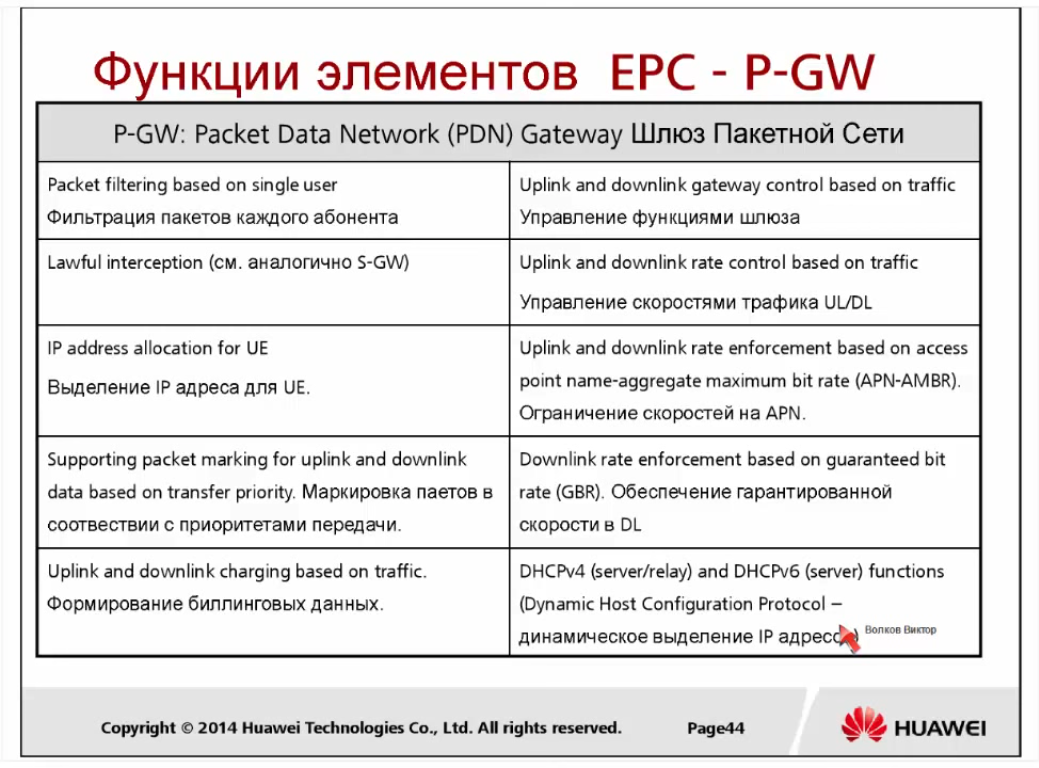 Функции элементов EPC - P-GW
P-GW: Packet Data Network (PDN) Gateway Шлюз Пакетной Сети
Packet filtering based on single user
Фильтрация пакетов каждого абонента
Uplink and downlink gateway control based on traffic
Управление функциями шлюза
Lawful interception (см. аналогично S-GW)
Uplink and downlink rate control based on traffic
Управление скоростями трафика UL/DL
IP address allocation for UE
Выделение IP адреса для UE.
Uplink and downlink rate enforcement based on access
point name-aggregate maximum bit rate (APN-AMBR).
Ограничение скоростей на APN.
Supporting packet marking for uplink and downlink
data based on transfer priority. Маркировка паетов в
соотвествии с приоритетами передачи.
Downlink rate enforcement based on guaranteed bit
rate (GBR). Обеспечение гарантированной
скорости в DL
Uplink and downlink charging based on traffic.
Формирование биллинговых данных.
DHCPv4 (server/relay) and DHCPv6 (server) functions
(Dynamic Host Configuration Protocol –
динамическое выделение IP
Волков Виктор
Copyright © 2014 Huawei Technologies Co., Ltd. All rights reserved.
Page44
HUAWEI